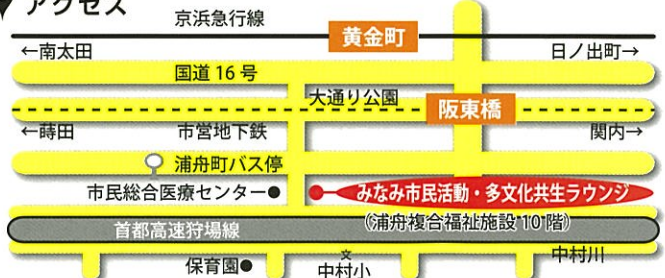 アクセス
京浜急行線
黄金町
←南太田
日ノ出町→
国道16号
大通り公園
阪東橋
←蒔田
市営地下鉄
関内→
浦舟町バス停
市民総合医療センター●
みなみ市民活動・多文化共生ラウンジ
(浦舟複合福祉施設10階)
首都高速狩場線
中村川
保育園●
文
中村小